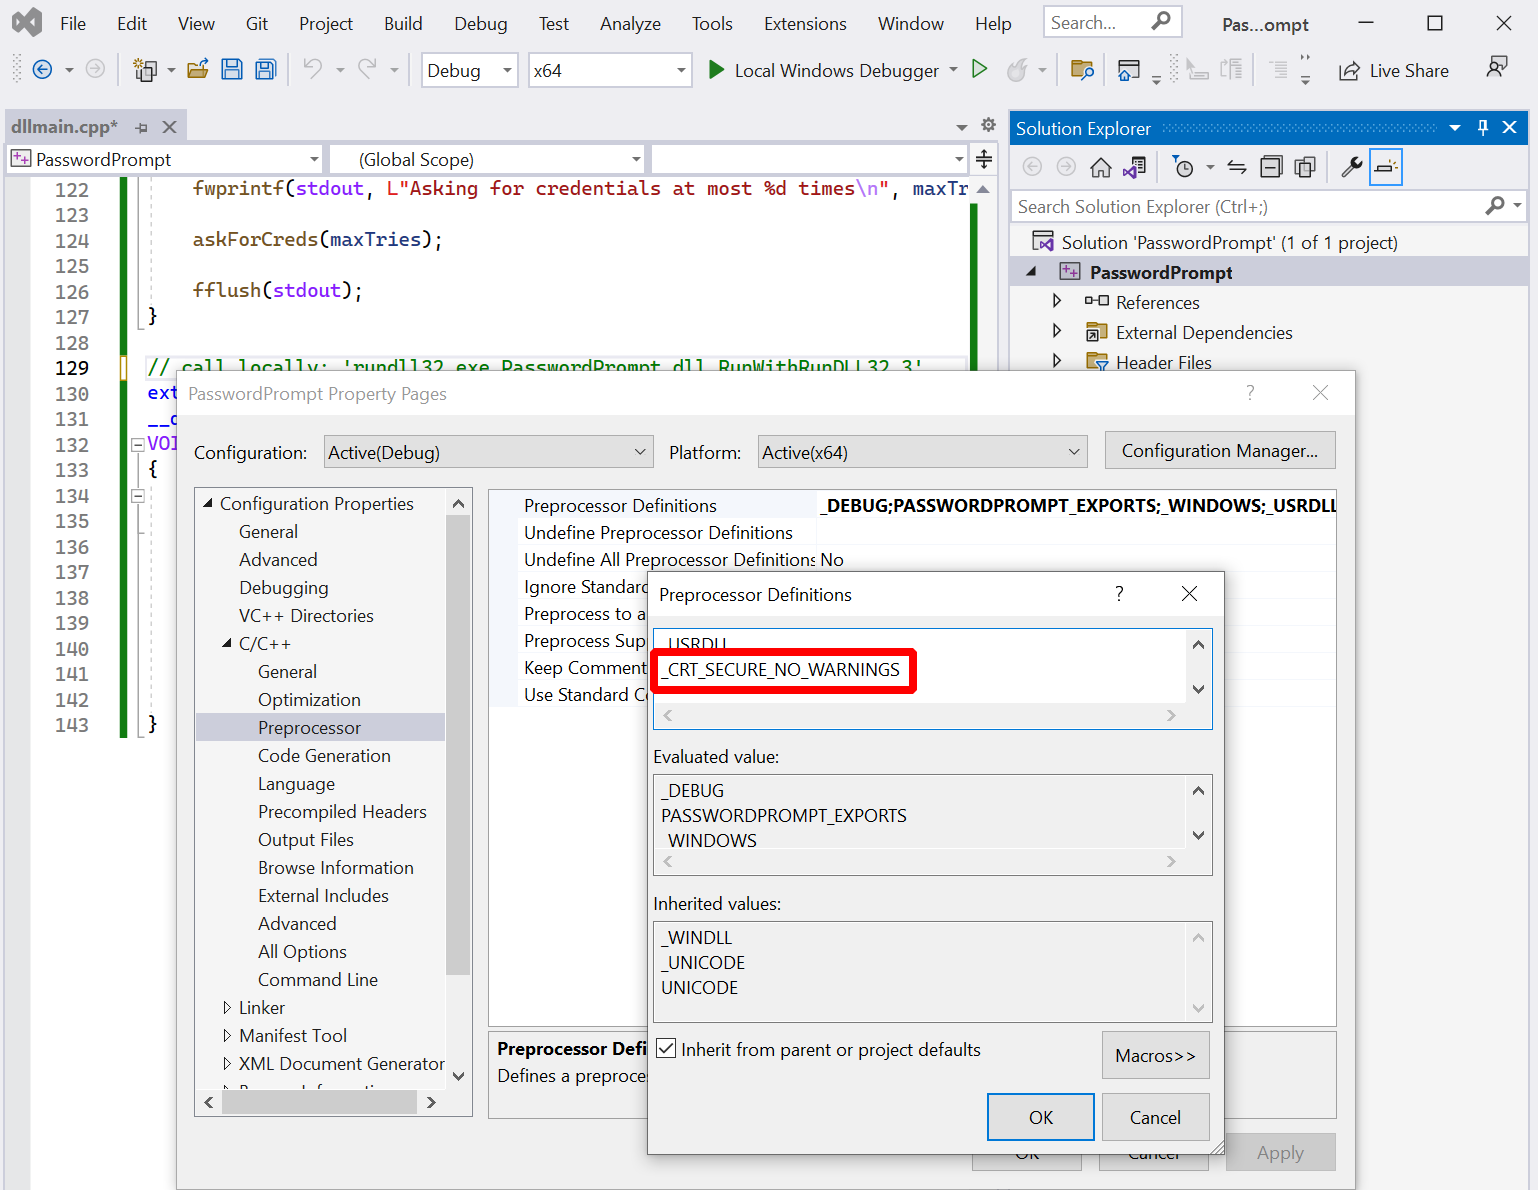 File Edit View Git Project Build Debug Test Analyze Tools Extensions Window Help Search... Pas...ompt
Debug x64 Local Windows Debugger Live Share
dllmain.cpp*
PasswordPrompt (Global Scope)
122 fwprintf(stdout, L"Asking for credentials at most %d times\n", maxTr
123
124 askForCreds(maxTries);
125
126 fflush(stdout);
127 }
128
129 // call locally: 'rundll32.exe PasswordPrompt.dll,RunWithRunDLL32 3'
130 ext
131
132 VOI
133 {
134
135
136
137
138
139
140
141
142
143 }
Solution Explorer
Search Solution Explorer (Ctrl+;)
Solution 'PasswordPrompt' (1 of 1 project)
PasswordPrompt
References
External Dependencies
Header Files
PasswordPrompt Property Pages ?
Configuration: Active(Debug) Platform: Active(x64) Configuration Manager...
Configuration Properties
General
Advanced
Debugging
VC++ Directories
C/C++
General
Optimization
Preprocessor
Code Generation
Language
Precompiled Headers
Output Files
Browse Information
External Includes
Advanced
All Options
Command Line
Linker
Manifest Tool
XML Document Generator
Preprocessor Definitions _DEBUG;PASSWORDPROMPT_EXPORTS;_WINDOWS;_USRDLL
Undefine Preprocessor Definitions
Undefine All Preprocessor Definitions No
Ignore Standard
Preprocess to a
Preprocess Sup
Keep Comment
Use Standard Co
Preprocessor Defi
Defines a preproce
Preprocessor Definitions ?
_USRDLL
_CRT_SECURE_NO_WARNINGS
Evaluated value:
_DEBUG
PASSWORDPROMPT_EXPORTS
_WINDOWS
Inherited values:
_WINDLL
_UNICODE
UNICODE
Inherit from parent or project defaults
Macros>>
OK Cancel
OK Cancel Apply